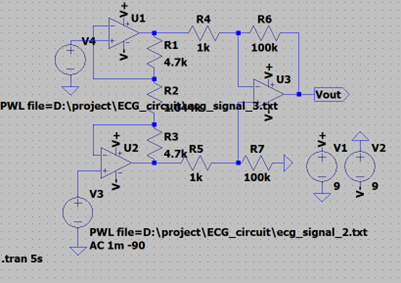 V+
U1
R4
R6
V4
V-
R1
1k
100k
4.7k
V+
R2
U3
Vout
PWL file=D:\project\ECG_circuit\ecg_signal_3.txt
V+
R3
V-
V+
V1
V2
U2
4.7k
R5
R7
V3
V-
1k
100k
9
V-
9
PWL file=D:\project\ECG_circuit\ecg_signal_2.txt
AC 1m -90
.tran 5s